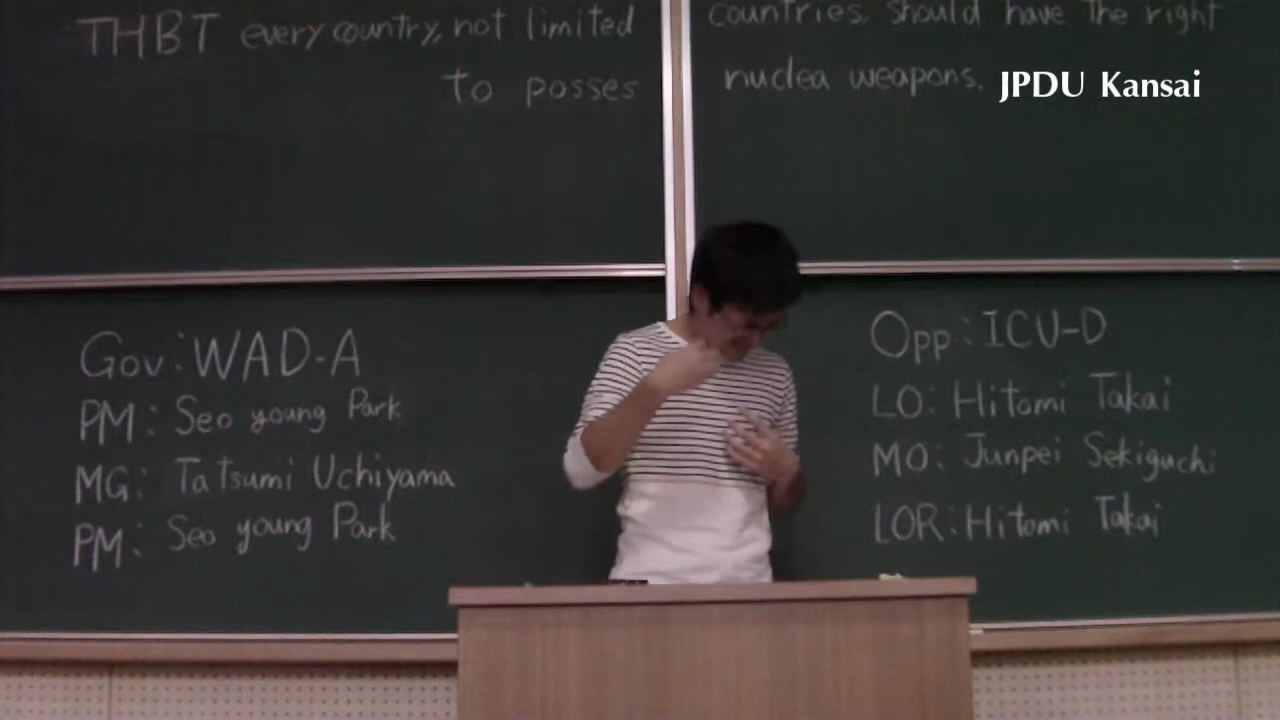 THBT every country, not limited
to posses
countries, should have the right
nuclea weapons.
JPDU Kansai
Gov: WAD-A
PM: Seo young Park
MG: Tatsumi Uchiyama
PM: Seo young Park
Opp: ICU-D
LO: Hitomi Takai
MO: Junpei Sekiguchi
LOR: Hitomi Takai